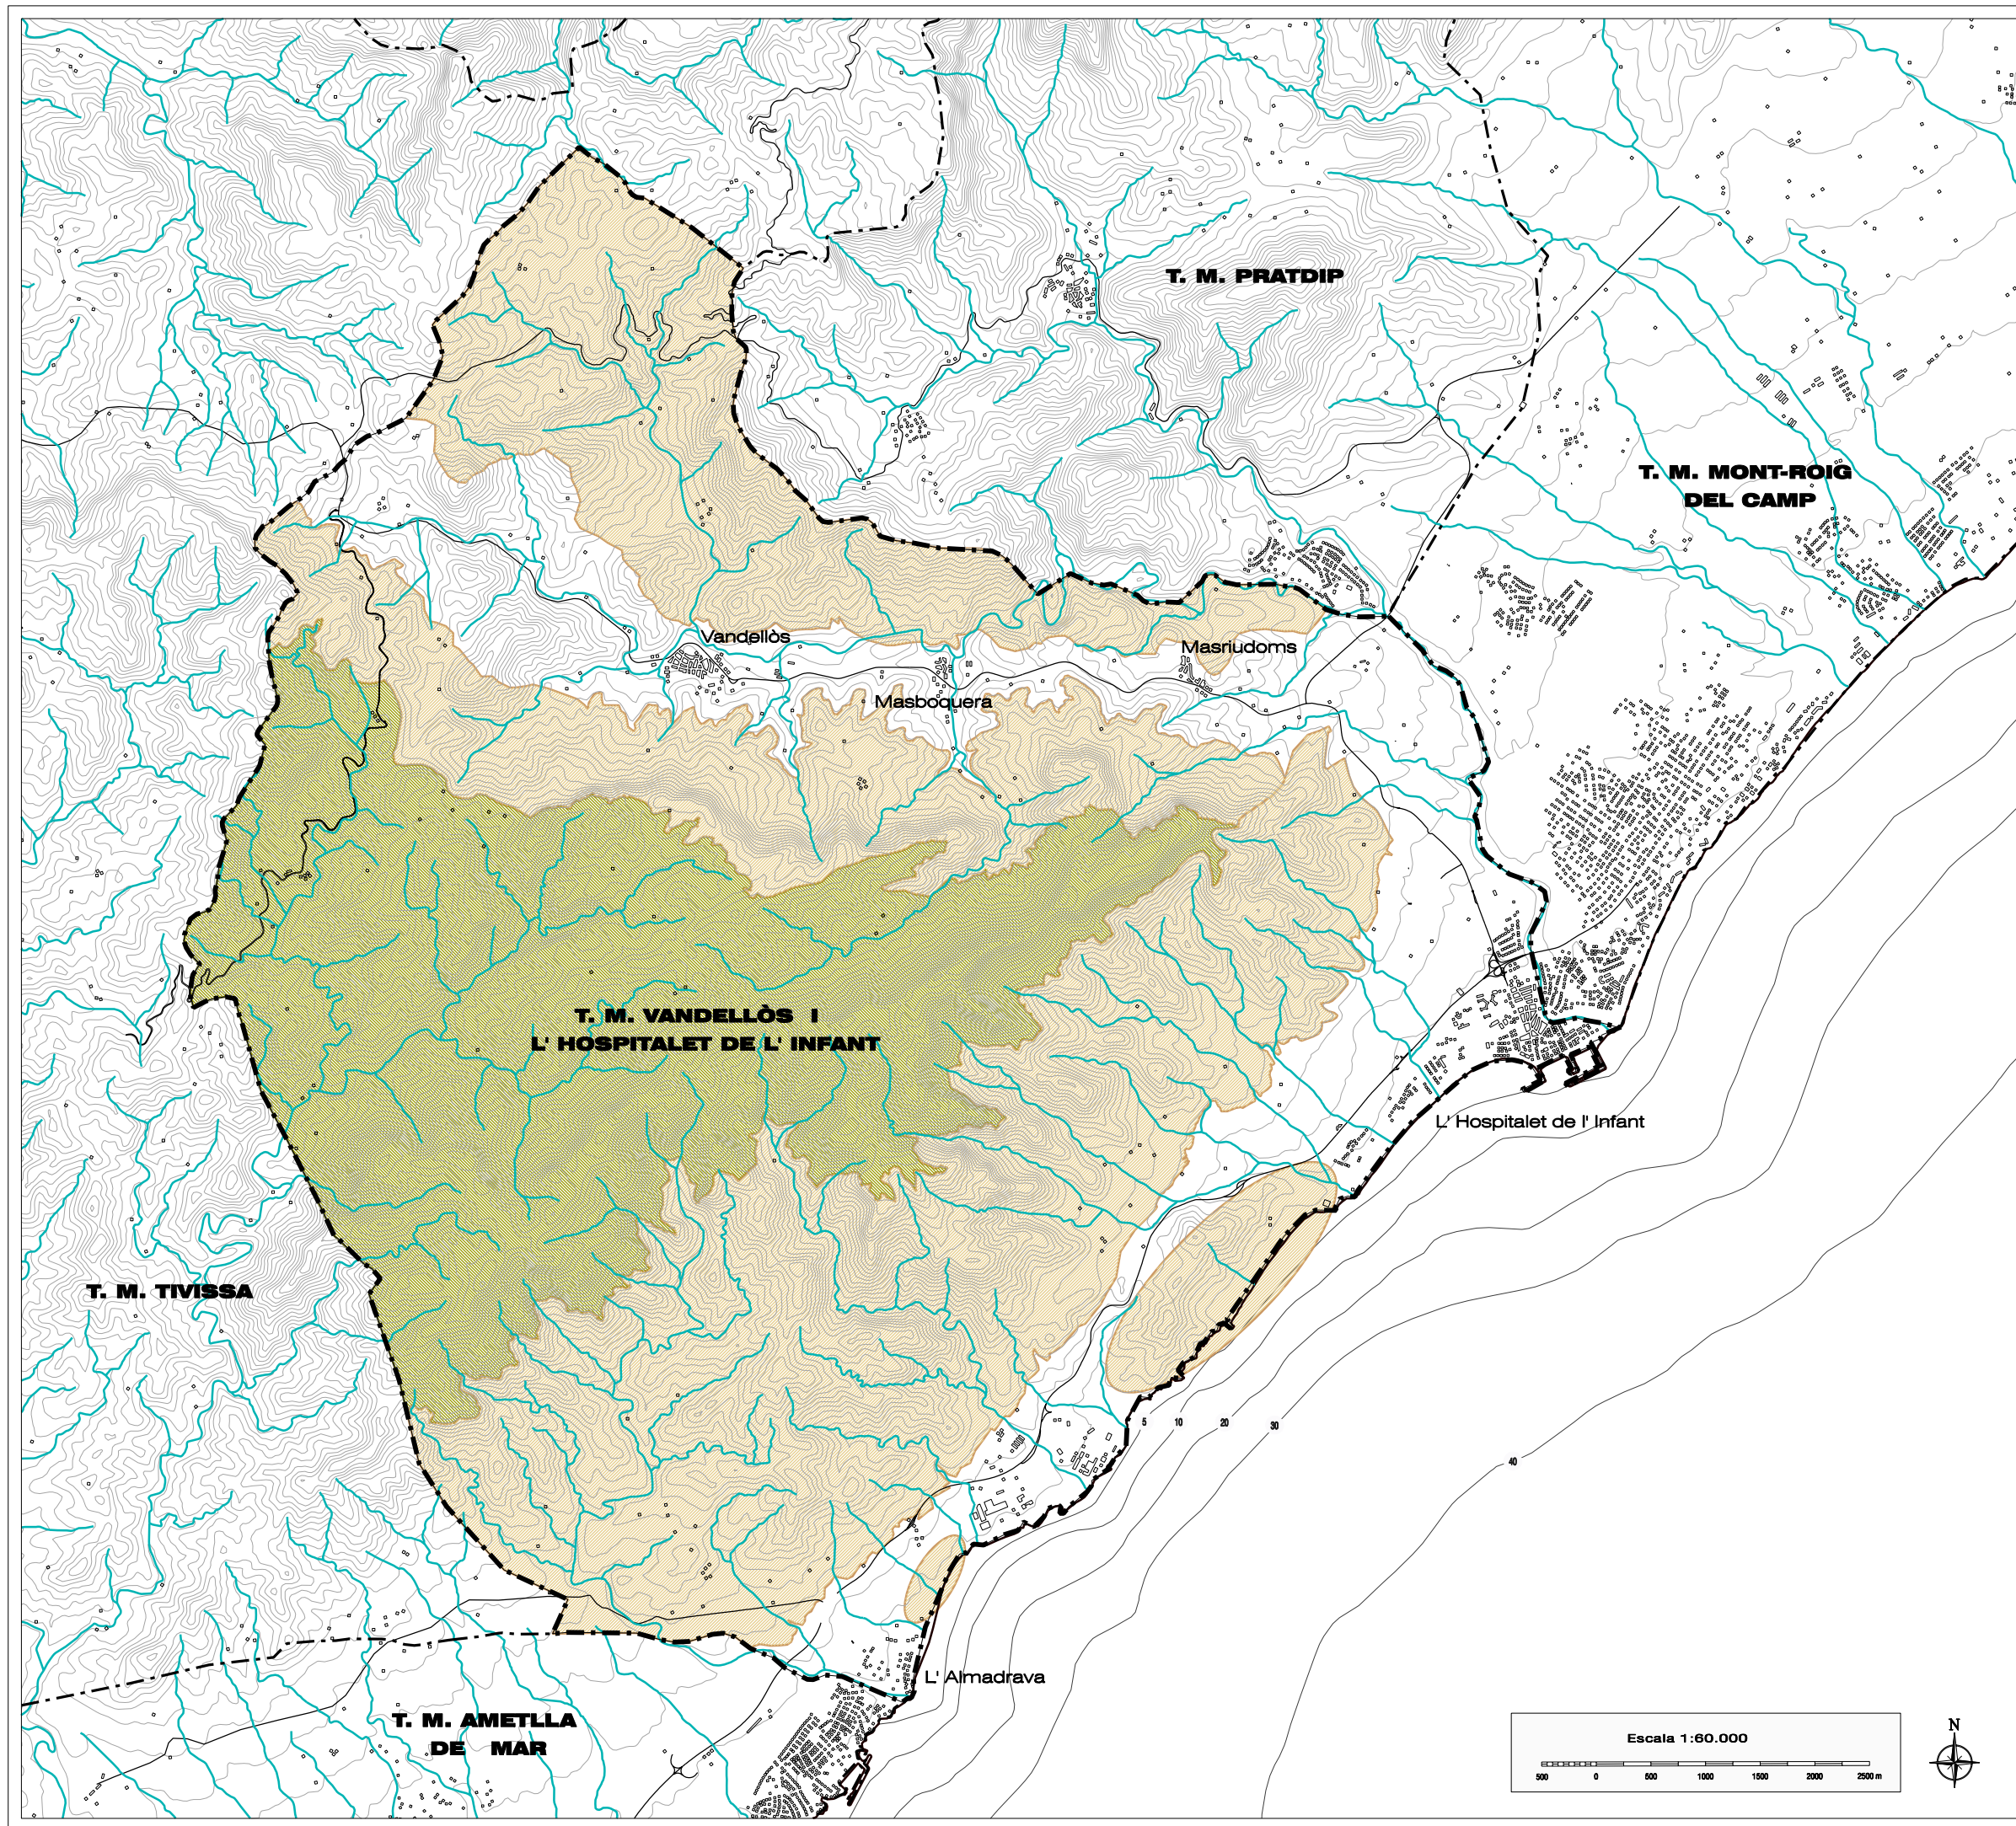 T. M. PRATDIP
T. M. MONT-ROIG
DEL CAMP
Vandellòs
Masriudoms
Masboquera
T. M. VANDELLÒS I
L' HOSPITALET DE L' INFANT
L' Hospitalet de l' Infant
T. M. TIVISSA
5
10
20
30
40
L' Almadrava
T. M. AMETLLA
DE MAR
Escala 1:60.000
500 0 500 1000 1500 2000 2500 m
N